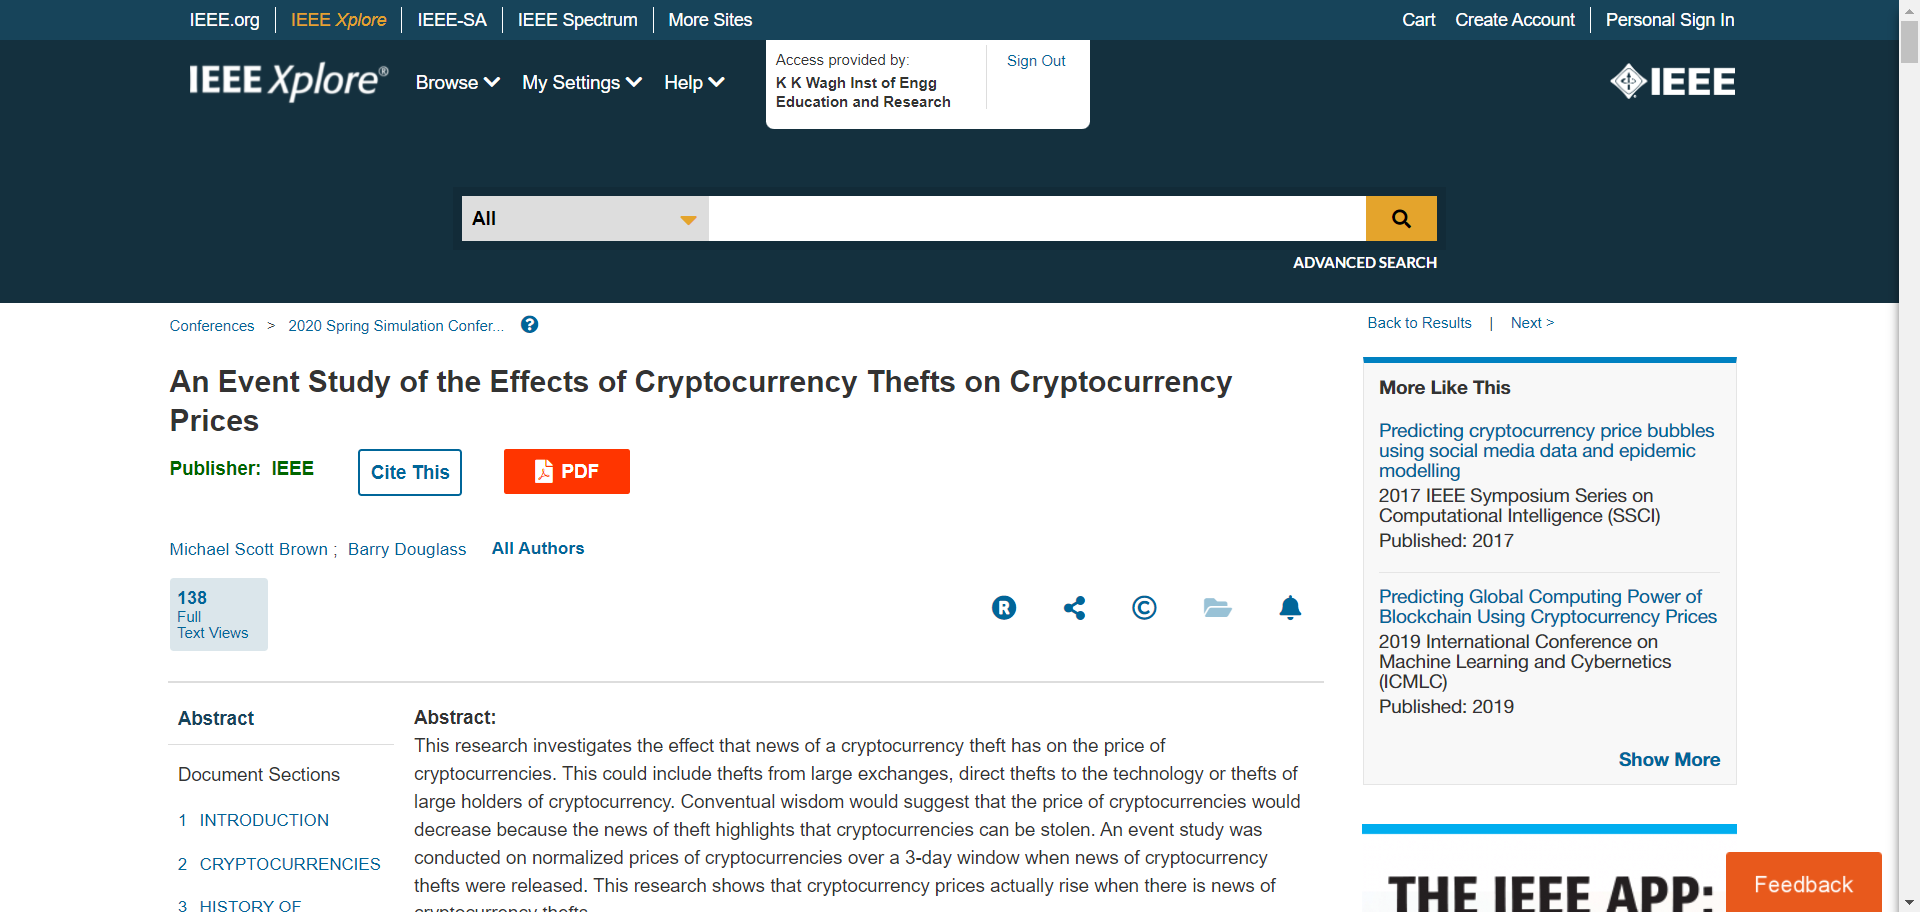 IEEE.org IEEE Xplore IEEE-SA IEEE Spectrum More Sites Cart Create Account Personal Sign In
IEEE Xplore® Browse My Settings Help
Access provided by:
K K Wagh Inst of Engg
Education and Research
Sign Out
IEEE
All
ADVANCED SEARCH
Conferences > 2020 Spring Simulation Confer... ?
Back to Results | Next >
An Event Study of the Effects of Cryptocurrency Thefts on Cryptocurrency
Prices
Publisher: IEEE Cite This PDF
Michael Scott Brown ; Barry Douglass All Authors
138
Full
Text Views
R ©
Abstract
Document Sections
1 INTRODUCTION
2 CRYPTOCURRENCIES
3 HISTORY OF
Abstract:
This research investigates the effect that news of a cryptocurrency theft has on the price of
cryptocurrencies. This could include thefts from large exchanges, direct thefts to the technology or thefts of
large holders of cryptocurrency. Conventual wisdom would suggest that the price of cryptocurrencies would
decrease because the news of theft highlights that cryptocurrencies can be stolen. An event study was
conducted on normalized prices of cryptocurrencies over a 3-day window when news of cryptocurrency
thefts were released. This research shows that cryptocurrency prices actually rise when there is news of
cryptocurrency thefts.
More Like This
Predicting cryptocurrency price bubbles
using social media data and epidemic
modelling
2017 IEEE Symposium Series on
Computational Intelligence (SSCI)
Published: 2017
Predicting Global Computing Power of
Blockchain Using Cryptocurrency Prices
2019 International Conference on
Machine Learning and Cybernetics
(ICMLC)
Published: 2019
Show More
THE IEEE APP:
Feedback